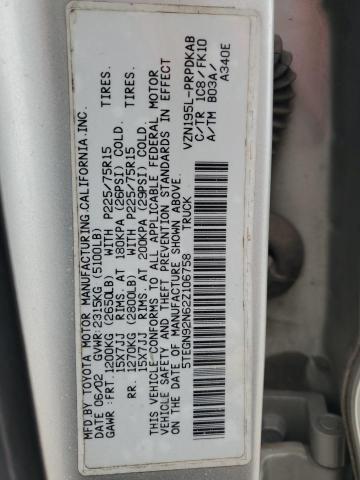 MFD BY TOYOTA MOTOR MANUFACTURING, CALIFORNIA.INC.
DATE 06/02 GVWR: 2315KG (5100LB)
GAWR : FRT. 1200KG (2650LB) WITH P225/75R15
15X7JJ RIMS. AT 180KPA (26PSI) COLD.
RR. 1270KG (2800LB) WITH P225/75R15
15X7JJ RIMS. AT 200KPA (29PSI) COLD.
THIS VEHICLE CONFORMS TO ALL APPLICABLE FEDERAL MOTOR
VEHICLE SAFETY AND THEFT PREVENTION STANDARDS IN EFFECT
ON THE DATE OF MANUFACTURE SHOWN ABOVE.
5TEGN92N62Z106758 TRUCK
VZN195L-PRPDKAB
C/TR 1C8/FK10
A/TM B03A/
A340E